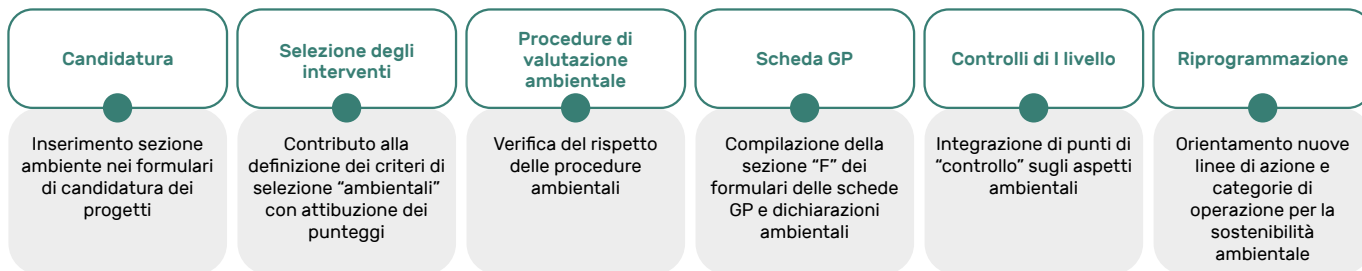 Candidatura
Inserimento sezione
ambiente nei formulari
di candidatura dei
progetti
Selezione degli
interventi
Contributo alla
definizione dei criteri di
selezione “ambientali”
con attibuzione dei
punteggi
Procedure di
valutazione
ambientale
Verifica del rispetto
delle procedure
ambientali
Scheda GP
Compilazione della
sezione “F” dei
formulari delle schede
GP e dichiarazioni
ambientali
Controlli di I livello
Integrazione di punti di
“controllo” sugli aspetti
ambientali
Riprogrammazione
Orientamento nuove
linee di azione e
categorie di
operazione per la
sostenibilità
ambientale